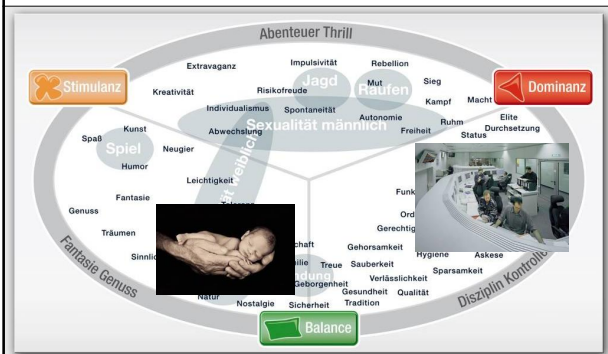 Abenteuer Thrill
Extravaganz
Impulsivität
Rebellion
Stimulanz
Kreativität
Risikofreude
Jagd
Mut
Raufen
Sieg
Dominanz
Individualismus
Spontaneität
Autonomie
Kampf
Macht
Elite
Abwechslung
Sexualität männlich
Freiheit
Ruhm
Status
Durchsetzung
Spaß
Kunst
Spiel
Neugier
Humor
Leichtigkeit
Fantasie
Genuss
Träumen
Treue
Sauberkeit
Gehorsamkeit
Hygiene
Askese
Verlässlichkeit
Sparsamkeit
Geborgenheit
Gesundheit
Qualität
Natur
Nostalgie
Sicherheit
Tradition
Fantasie Genuss
Balance
Disziplin Kontrolle